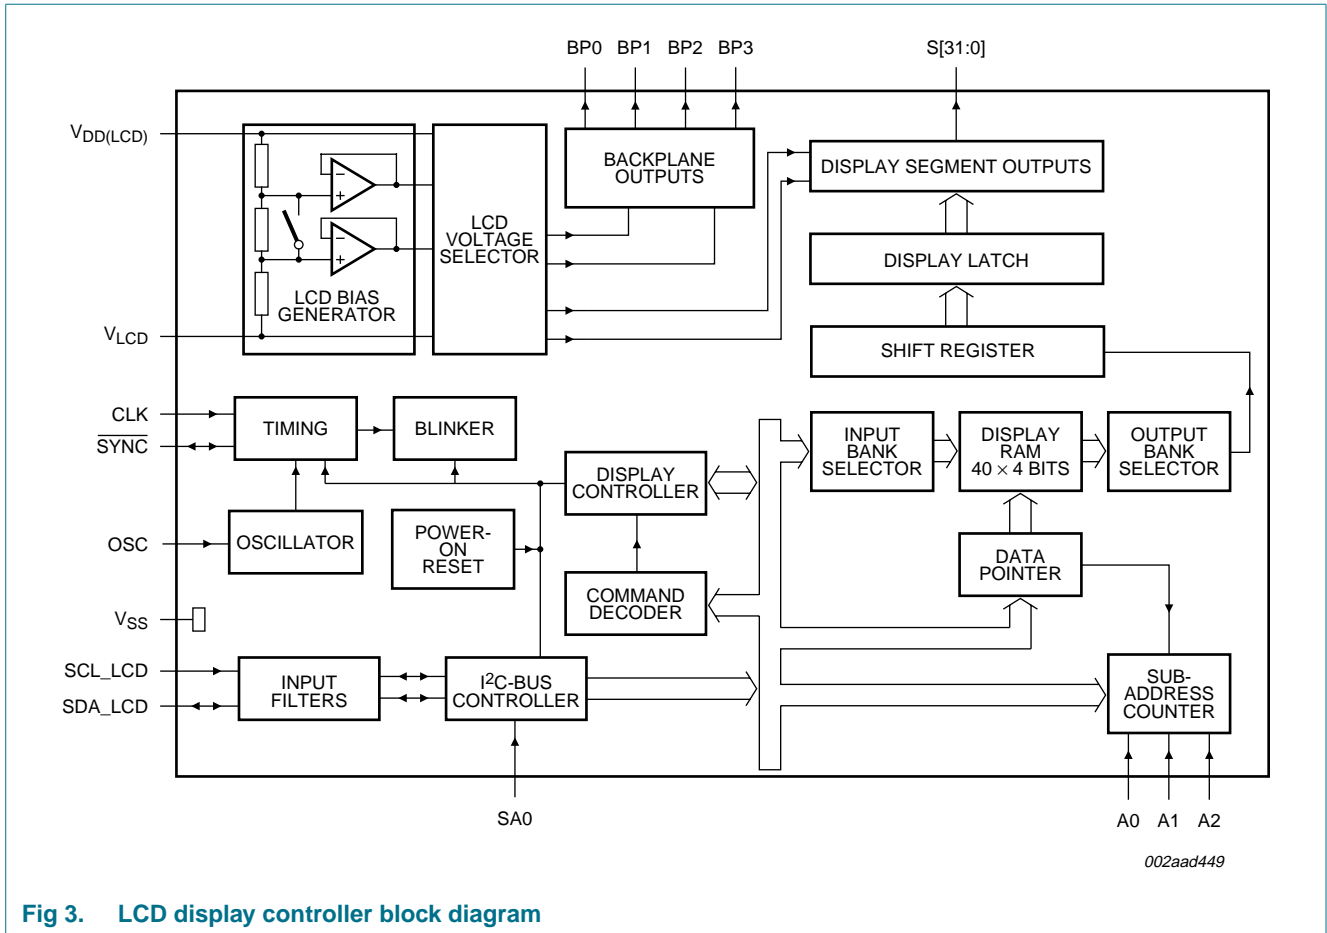 BP0 BP1 BP2 BP3 S[31:0]
VDD(LCD)
BACKPLANE
OUTPUTS
DISPLAY SEGMENT OUTPUTS
LCD
VOLTAGE
SELECTOR
DISPLAY LATCH
LCD BIAS
GENERATOR
VLCD
SHIFT REGISTER
CLK
SYNC
TIMING
BLINKER
DISPLAY
CONTROLLER
INPUT
BANK
SELECTOR
DISPLAY
RAM
40 × 4 BITS
OUTPUT
BANK
SELECTOR
OSC
OSCILLATOR
POWER-
ON
RESET
COMMAND
DECODER
DATA
POINTER
VSS
SCL_LCD
SDA_LCD
INPUT
FILTERS
I2C-BUS
CONTROLLER
SUB-
ADDRESS
COUNTER
SA0
A0 A1 A2
002aad449
Fig 3. LCD display controller block diagram